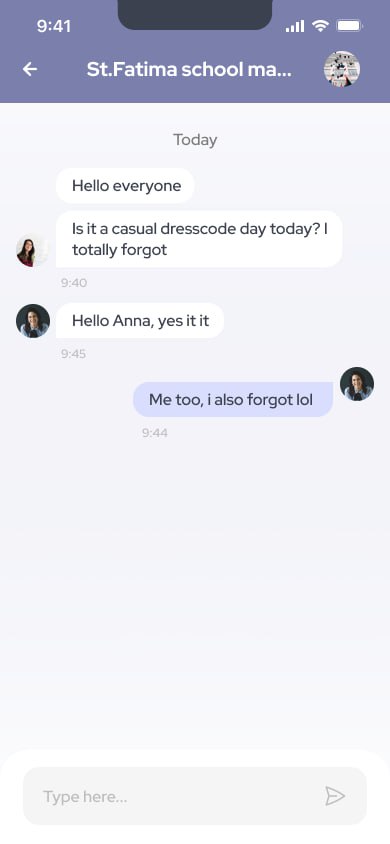 9:41
St.Fatima school ma...
Today
Hello everyone
Is it a casual dresscode day today? I
totally forgot
9:40
Hello Anna, yes it it
9:45
Me too, i also forgot lol
9:44
Type here...